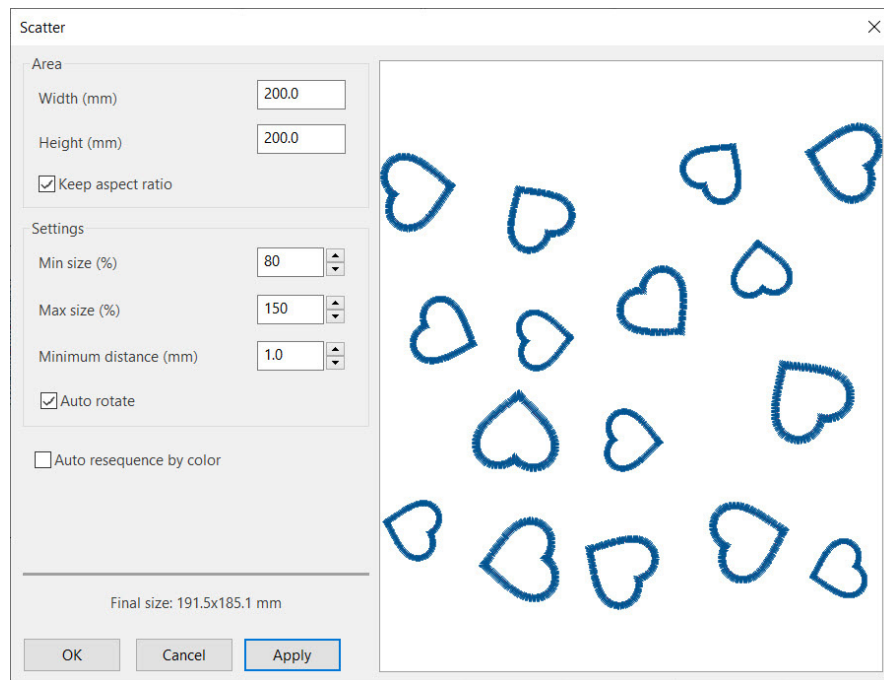 Scatter
Area
Width (mm)
200.0
Height (mm)
200.0
Keep aspect ratio
Settings
Min size (%)
80
Max size (%)
150
Minimum distance (mm)
1.0
Auto rotate
Auto resequence by color
Final size: 191.5x185.1 mm
OK
Cancel
Apply